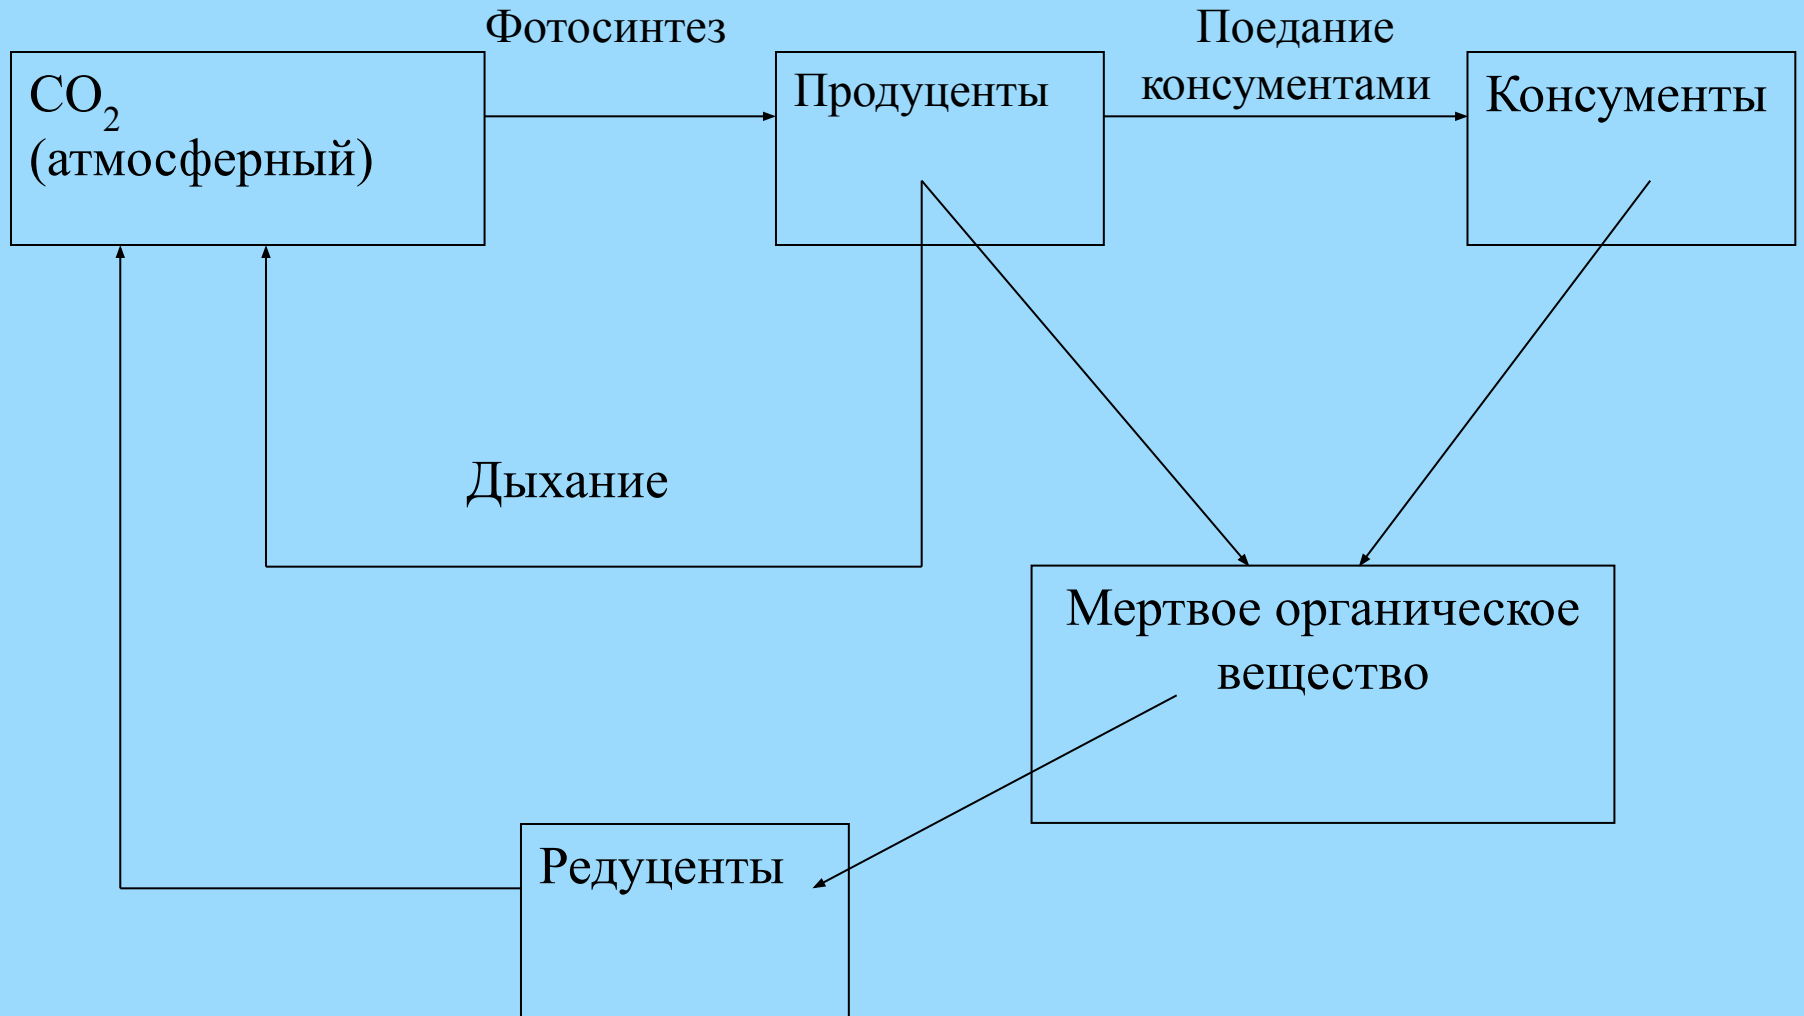 Фотосинтез
Поедание
консументами
CO₂
(атмосферный)
Продуценты
Консументы
Дыхание
Мертвое органическое
вещество
Редуценты